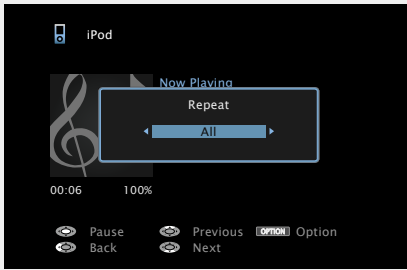 iPod
Now Playing
Repeat
All
00:06 100%
Pause Previous OPTION Option
Back Next